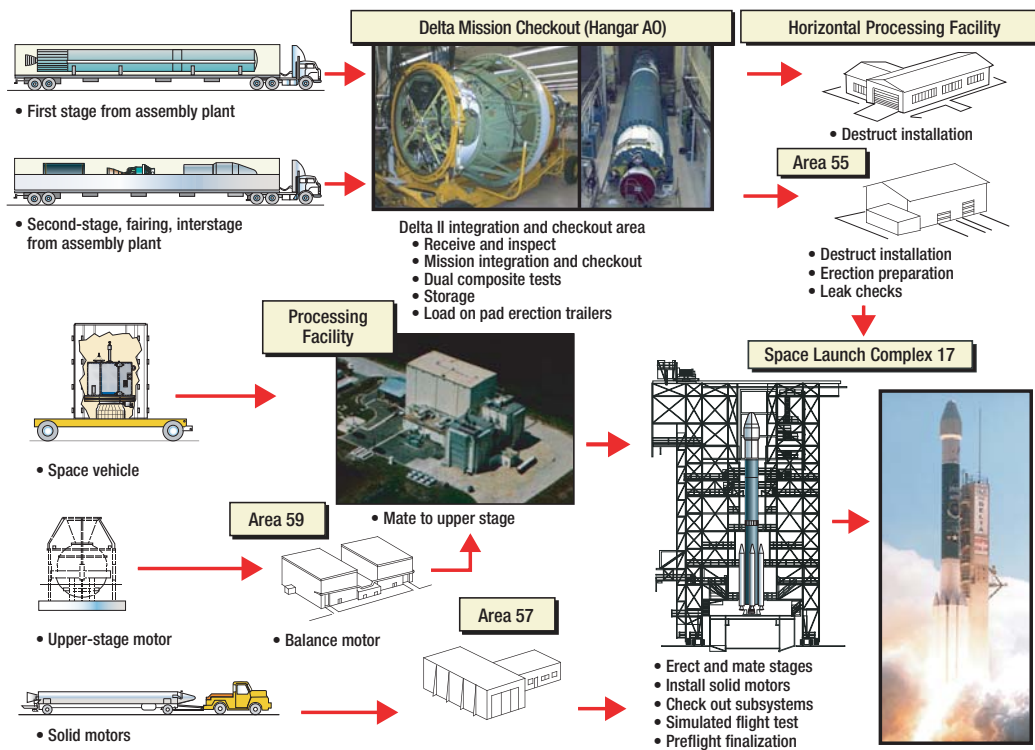 Delta Mission Checkout (Hangar AO)
Horizontal Processing Facility
• First stage from assembly plant
• Destruct installation
Area 55
• Second-stage, fairing, interstage
from assembly plant
Delta II integration and checkout area
• Receive and inspect
• Mission integration and checkout
• Dual composite tests
• Storage
• Load on pad erection trailers
• Destruct installation
• Erection preparation
• Leak checks
Processing
Facility
Space Launch Complex 17
• Space vehicle
• Mate to upper stage
Area 59
• Upper-stage motor
• Balance motor
Area 57
• Solid motors
• Erect and mate stages
• Install solid motors
• Check out subsystems
• Simulated flight test
• Preflight finalization
DELTA